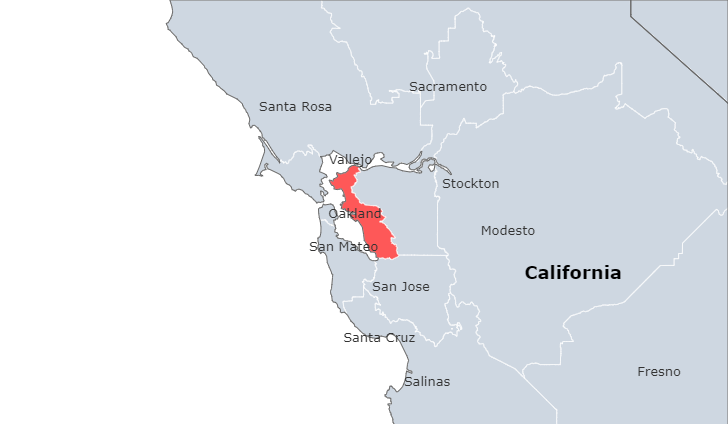 Sacramento
Santa Rosa
Vallejo
Stockton
Oakland
Modesto
San Mateo
California
San Jose
Santa Cruz
Fresno
Salinas